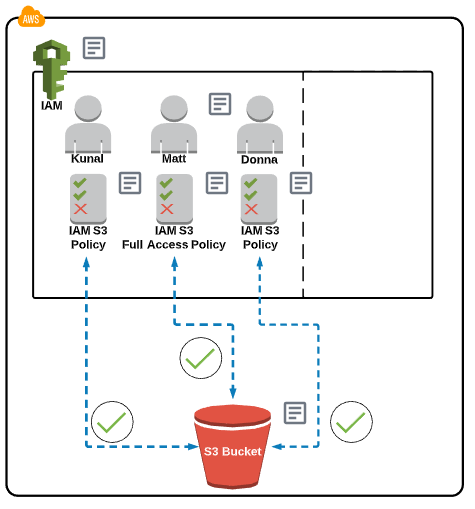 AWS
IAM
Kunal
Matt
Donna
IAM S3
Policy
IAM S3
Full Access Policy
IAM S3
Policy
S3 Bucket